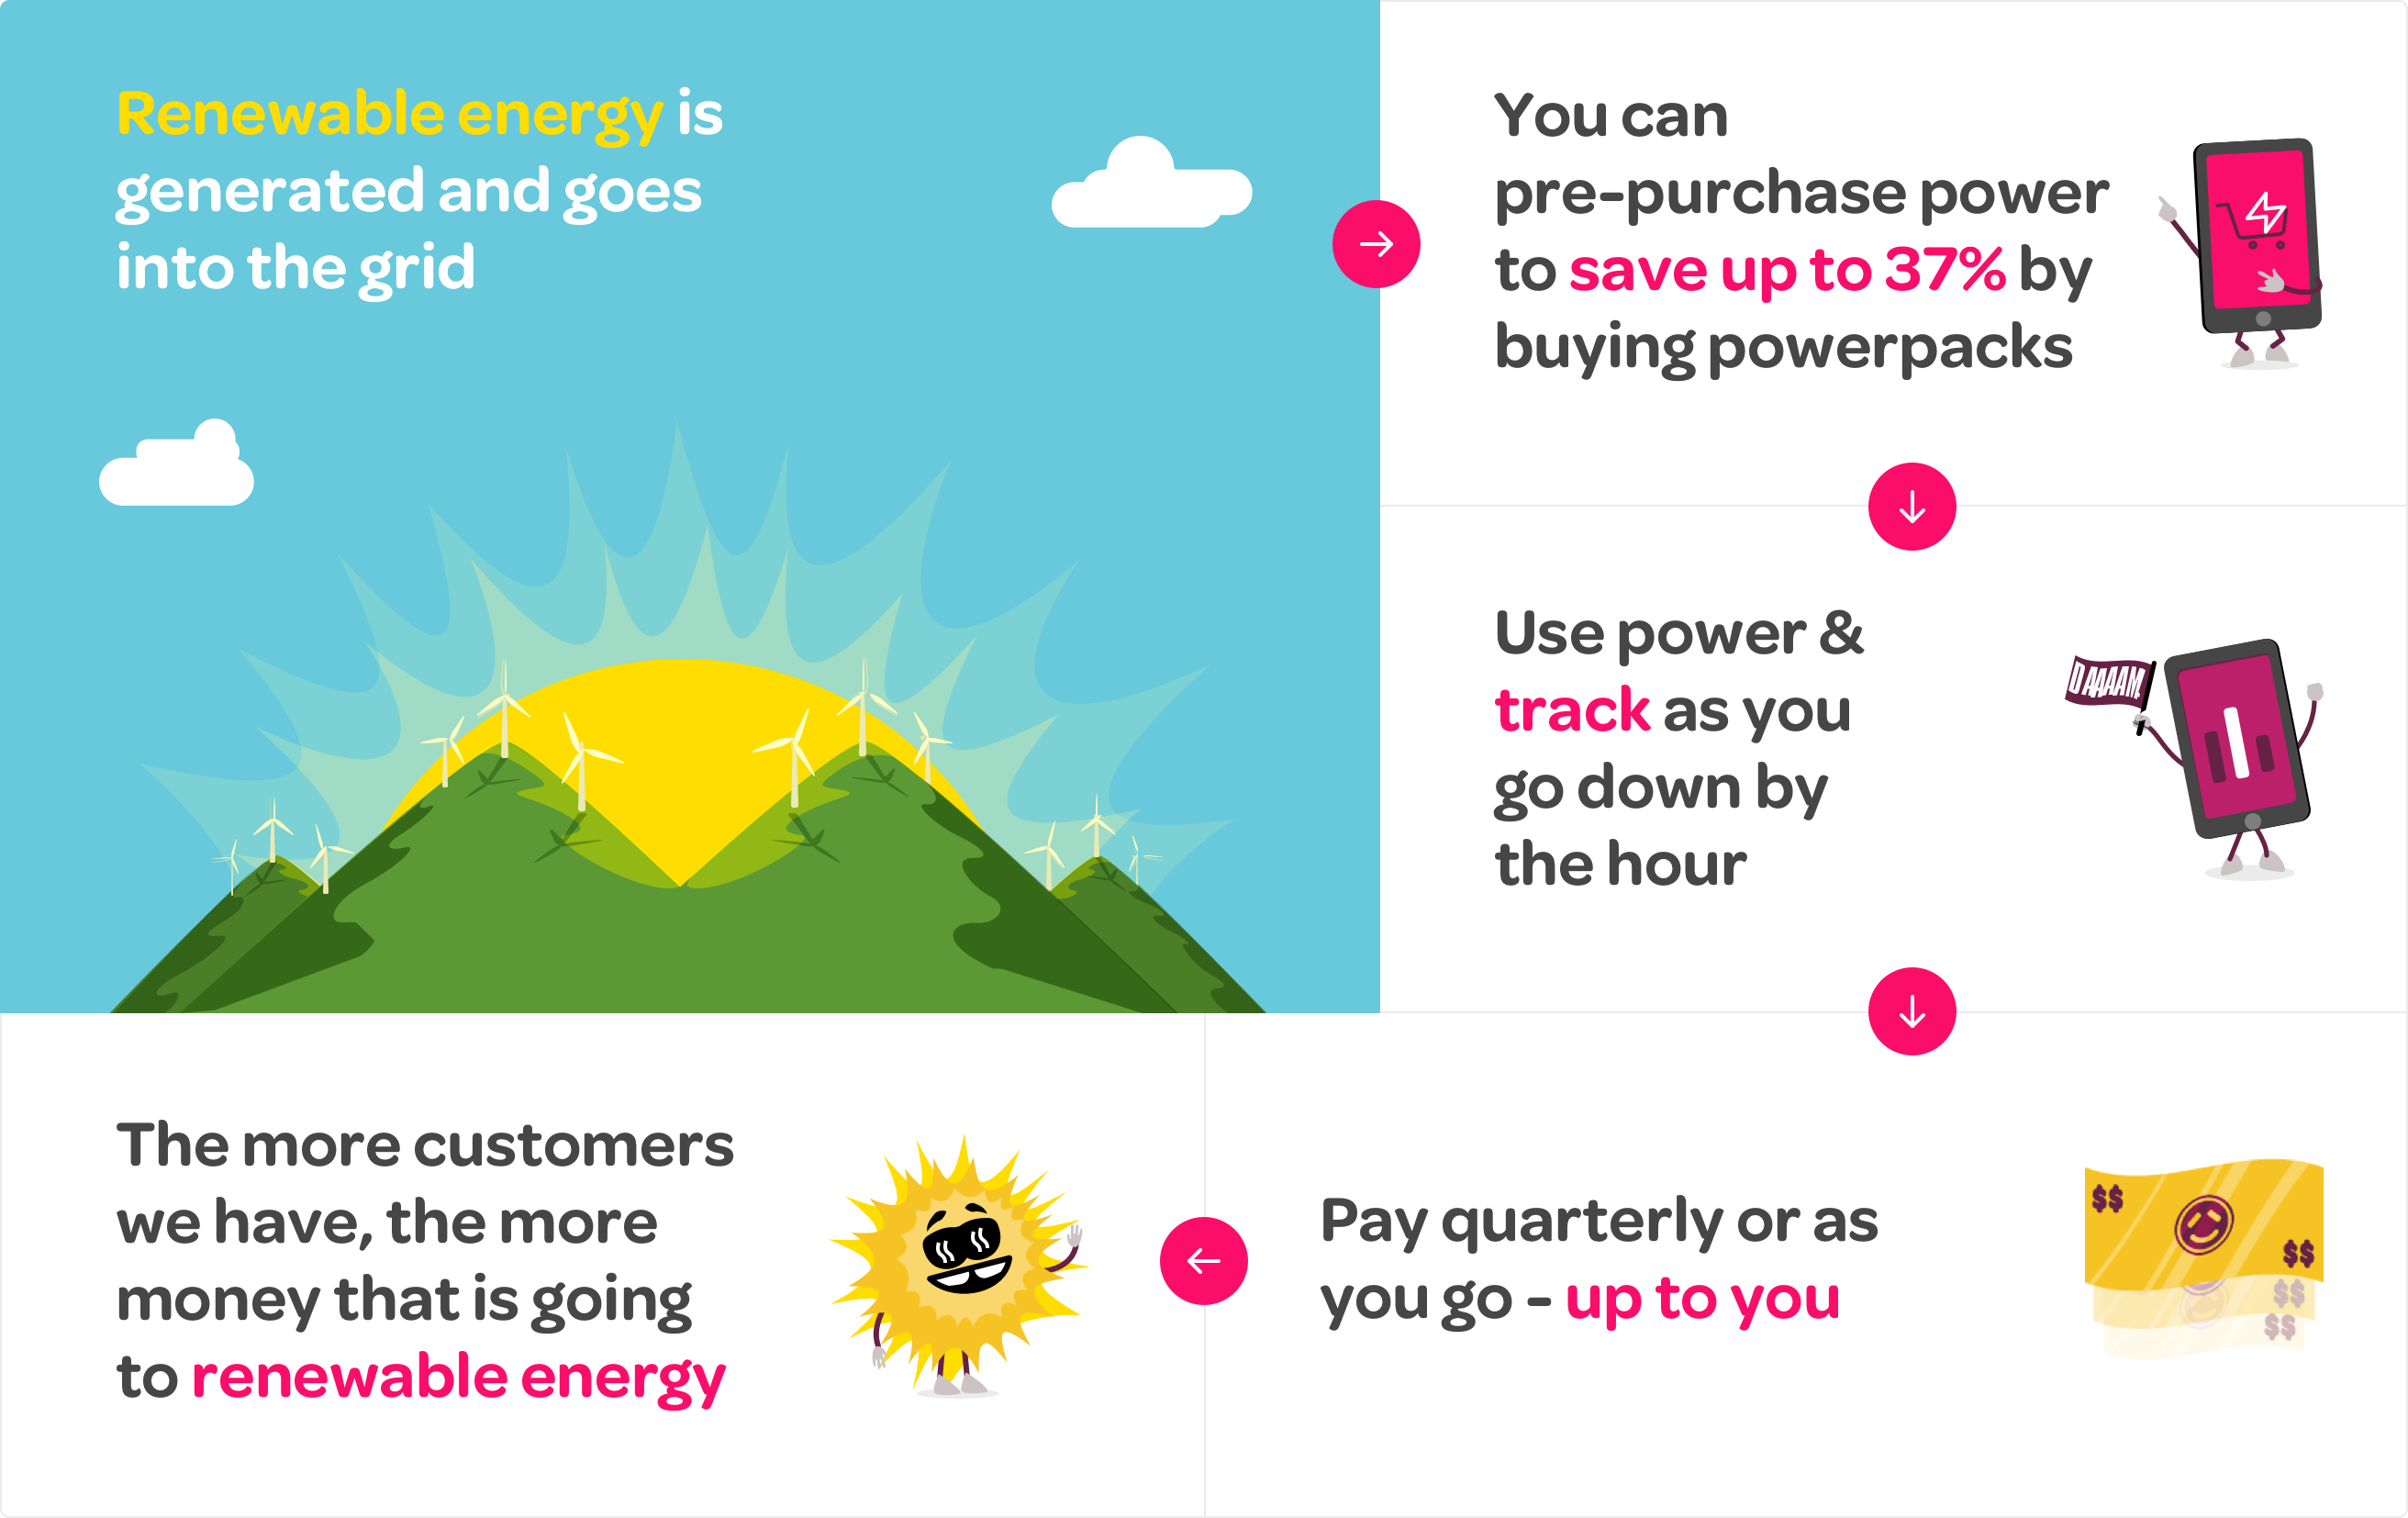 Renewable energy is
generated and goes
into the grid
You can
pre-purchase power
to save up to 37% by
buying powerpacks
Use power &
track as you
go down by
the hour
DAAAAM.
Pay quarterly or as
you go - up to you
$$
$$
$$
$$
The more customers
we have, the more
money that is going
to renewable energy